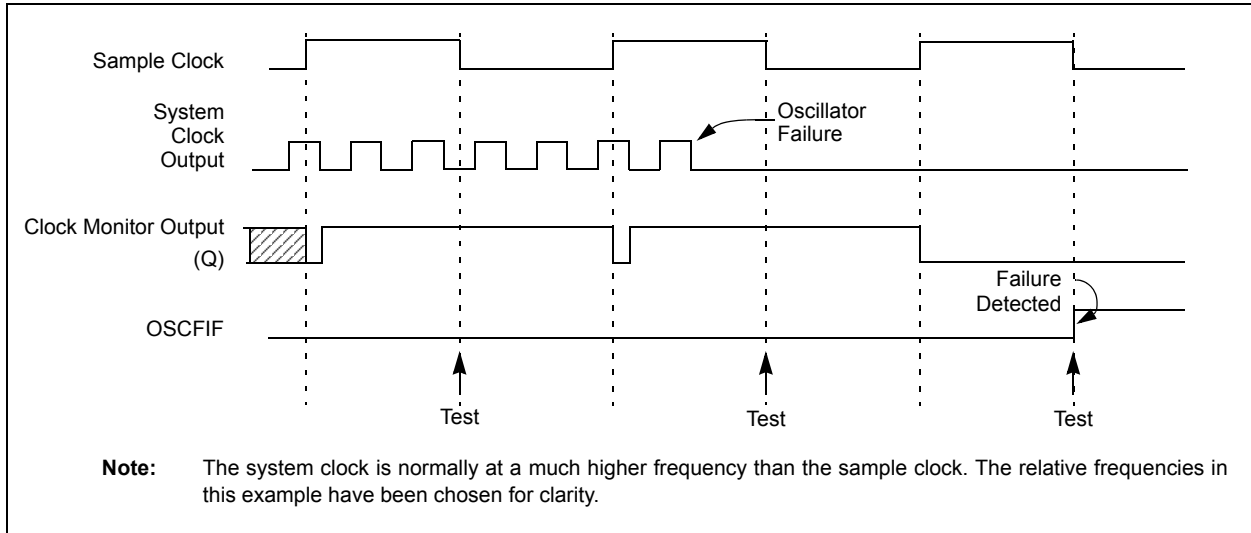 Sample Clock
System
Clock
Output
Oscillator
Failure
Clock Monitor Output
(Q)
Failure
Detected
OSCFIF
Test
Test
Test
Note: The system clock is normally at a much higher frequency than the sample clock. The relative frequencies in
this example have been chosen for clarity.